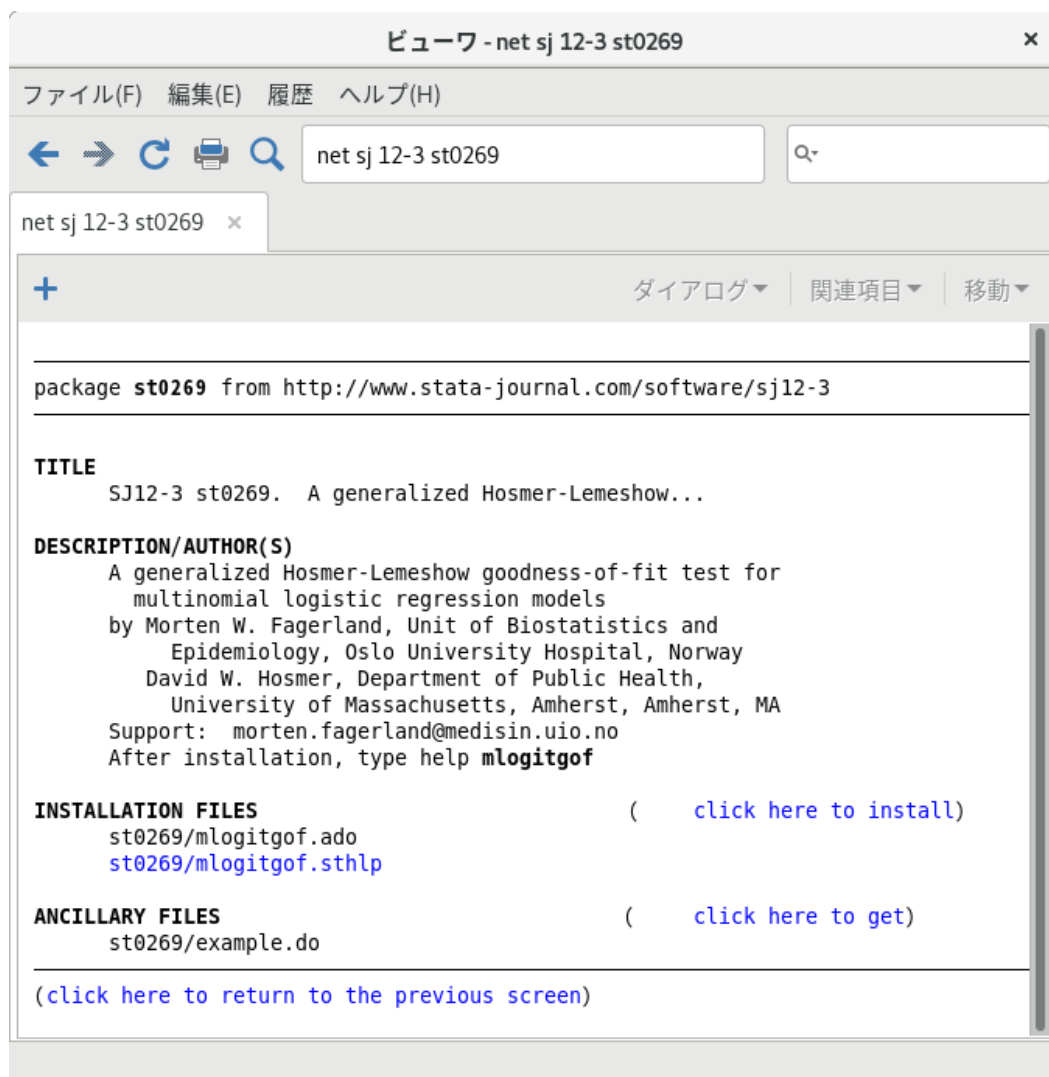 ビューワ - net sj 12-3 st0269
ファイル(F) 編集(E) 履歴 ヘルプ(H)
net sj 12-3 st0269
net sj 12-3 st0269
ダイアログ 関連項目 移動
package st0269 from http://www.stata-journal.com/software/sj12-3
TITLE
SJ12-3 st0269. A generalized Hosmer-Lemeshow...
DESCRIPTION/AUTHOR(S)
A generalized Hosmer-Lemeshow goodness-of-fit test for
multinomial logistic regression models
by Morten W. Fagerland, Unit of Biostatistics and
Epidemiology, Oslo University Hospital, Norway
David W. Hosmer, Department of Public Health,
University of Massachusetts, Amherst, Amherst, MA
Support: morten.fagerland@medisin.uio.no
After installation, type help mlogitgof
INSTALLATION FILES ( click here to install)
st0269/mlogitgof.ado
st0269/mlogitgof.sthlp
ANCILLARY FILES ( click here to get)
st0269/example.do
(click here to return to the previous screen)